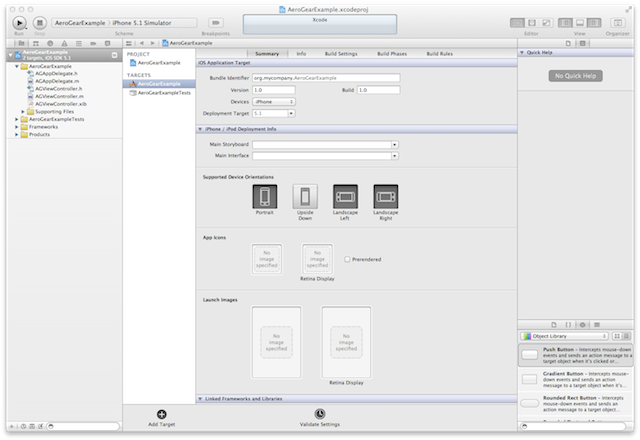 AeroGearExample.xcodeproj
Run
Stop
AeroGearExample
iPhone 5.1 Simulator
Scheme
Breakpoints
Xcode
Editor
View
Organizer
AeroGearExample
2 targets, iOS SDK 5.1
AeroGearExample
AGAppDelegate.h
AGAppDelegate.m
AGViewController.h
AGViewController.m
AGViewController.xib
Supporting Files
AeroGearExampleTests
Frameworks
Products
AeroGearExample
PROJECT
AeroGearExample
TARGETS
AeroGearExample
AeroGearExampleTests
Summary
Info
Build Settings
Build Phases
Build Rules
iOS Application Target
Bundle Identifier
org.mycompany.AeroGearExample
Version
1.0
Build
1.0
Devices
iPhone
Deployment Target
5.1
iPhone / iPod Deployment Info
Main Storyboard
Main Interface
Supported Device Orientations
Portrait
Upside
Down
Landscape
Left
Landscape
Right
App Icons
No
image
specified
No
image
specified
Prerendered
Retina Display
Launch Images
No
image
specified
No
image
specified
Retina Display
Linked Frameworks and Libraries
Add Target
Validate Settings
Quick Help
No Quick Help
Object Library
Push Button - Intercepts mouse-down
events and sends an action message to a
target object when it's clicked or...
Gradient Button - Intercepts
mouse-down events and sends an
action message to a target object...
Rounded Rect Button - Intercepts
mouse-down events and sends an
action message to a target object...